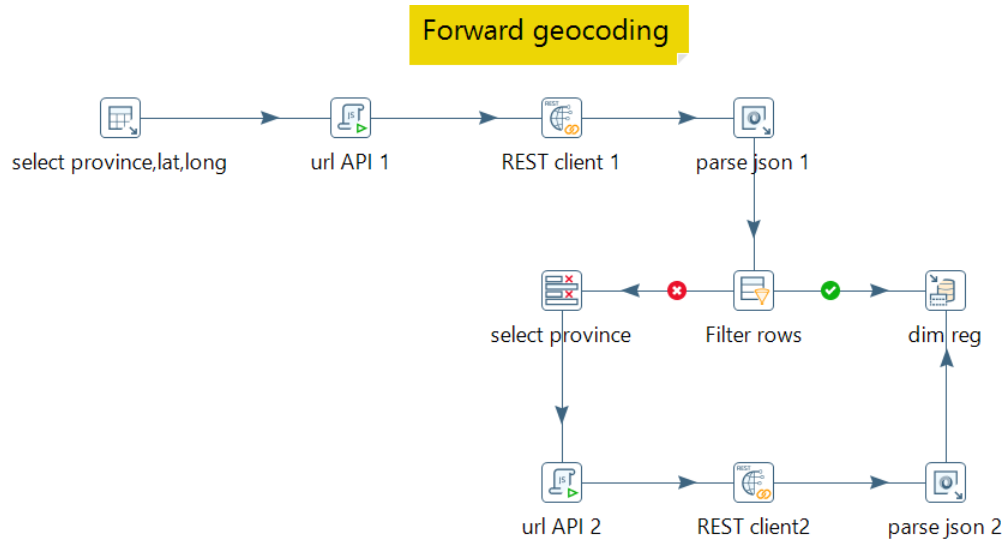 Forward geocoding
select province,lat,long
url API 1
REST client 1
parse json 1
select province
Filter rows
dim reg
url API 2
REST client2
parse json 2